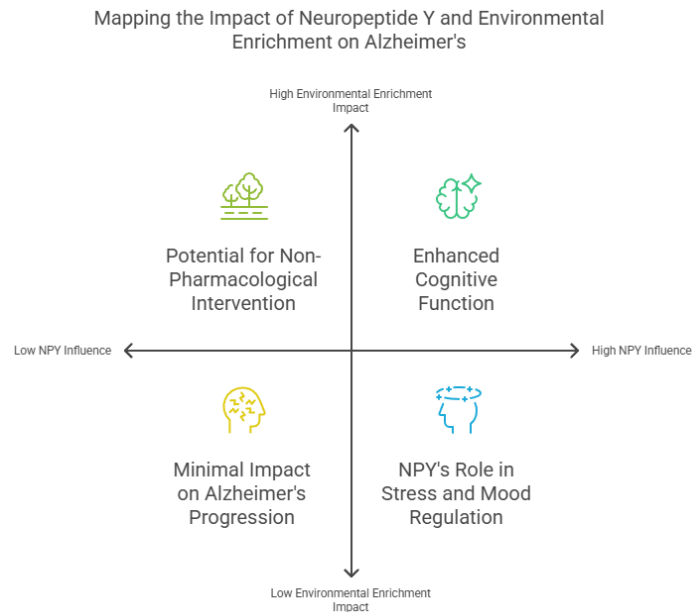 Mapping the Impact of Neuropeptide Y and Environmental
Enrichment on Alzheimer's
High Environmental Enrichment
Impact
Potential for Non-
Pharmacological
Intervention
Enhanced
Cognitive
Function
Low NPY Influence
High NPY Influence
Minimal Impact
on Alzheimer's
Progression
NPY's Role in
Stress and Mood
Regulation
Low Environmental Enrichment
Impact